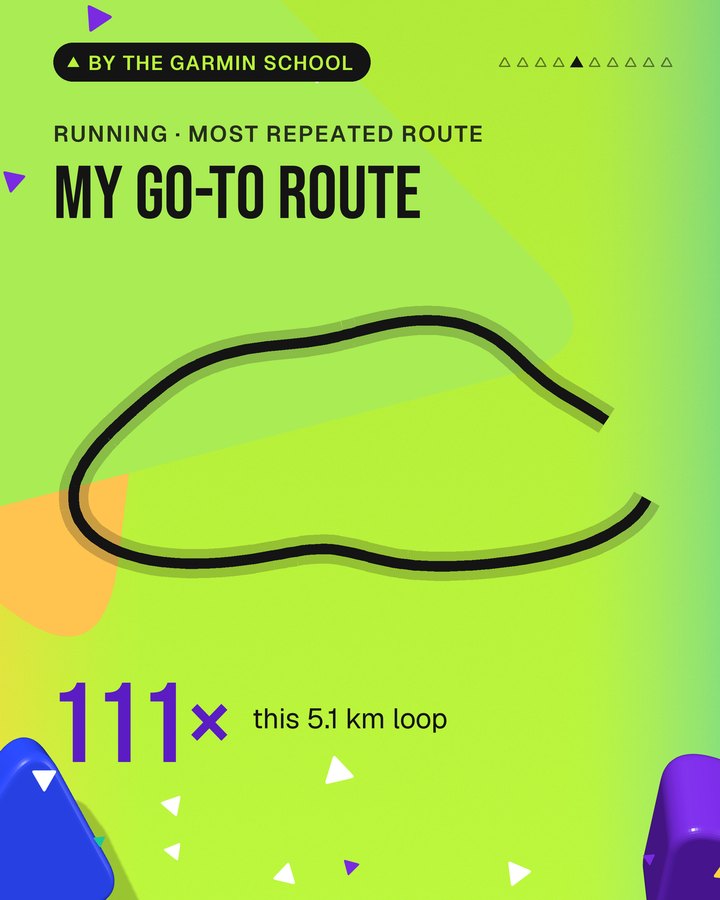 BY THE GARMIN SCHOOL
RUNNING · MOST REPEATED ROUTE
MY GO-TO ROUTE
111× this 5.1 km loop